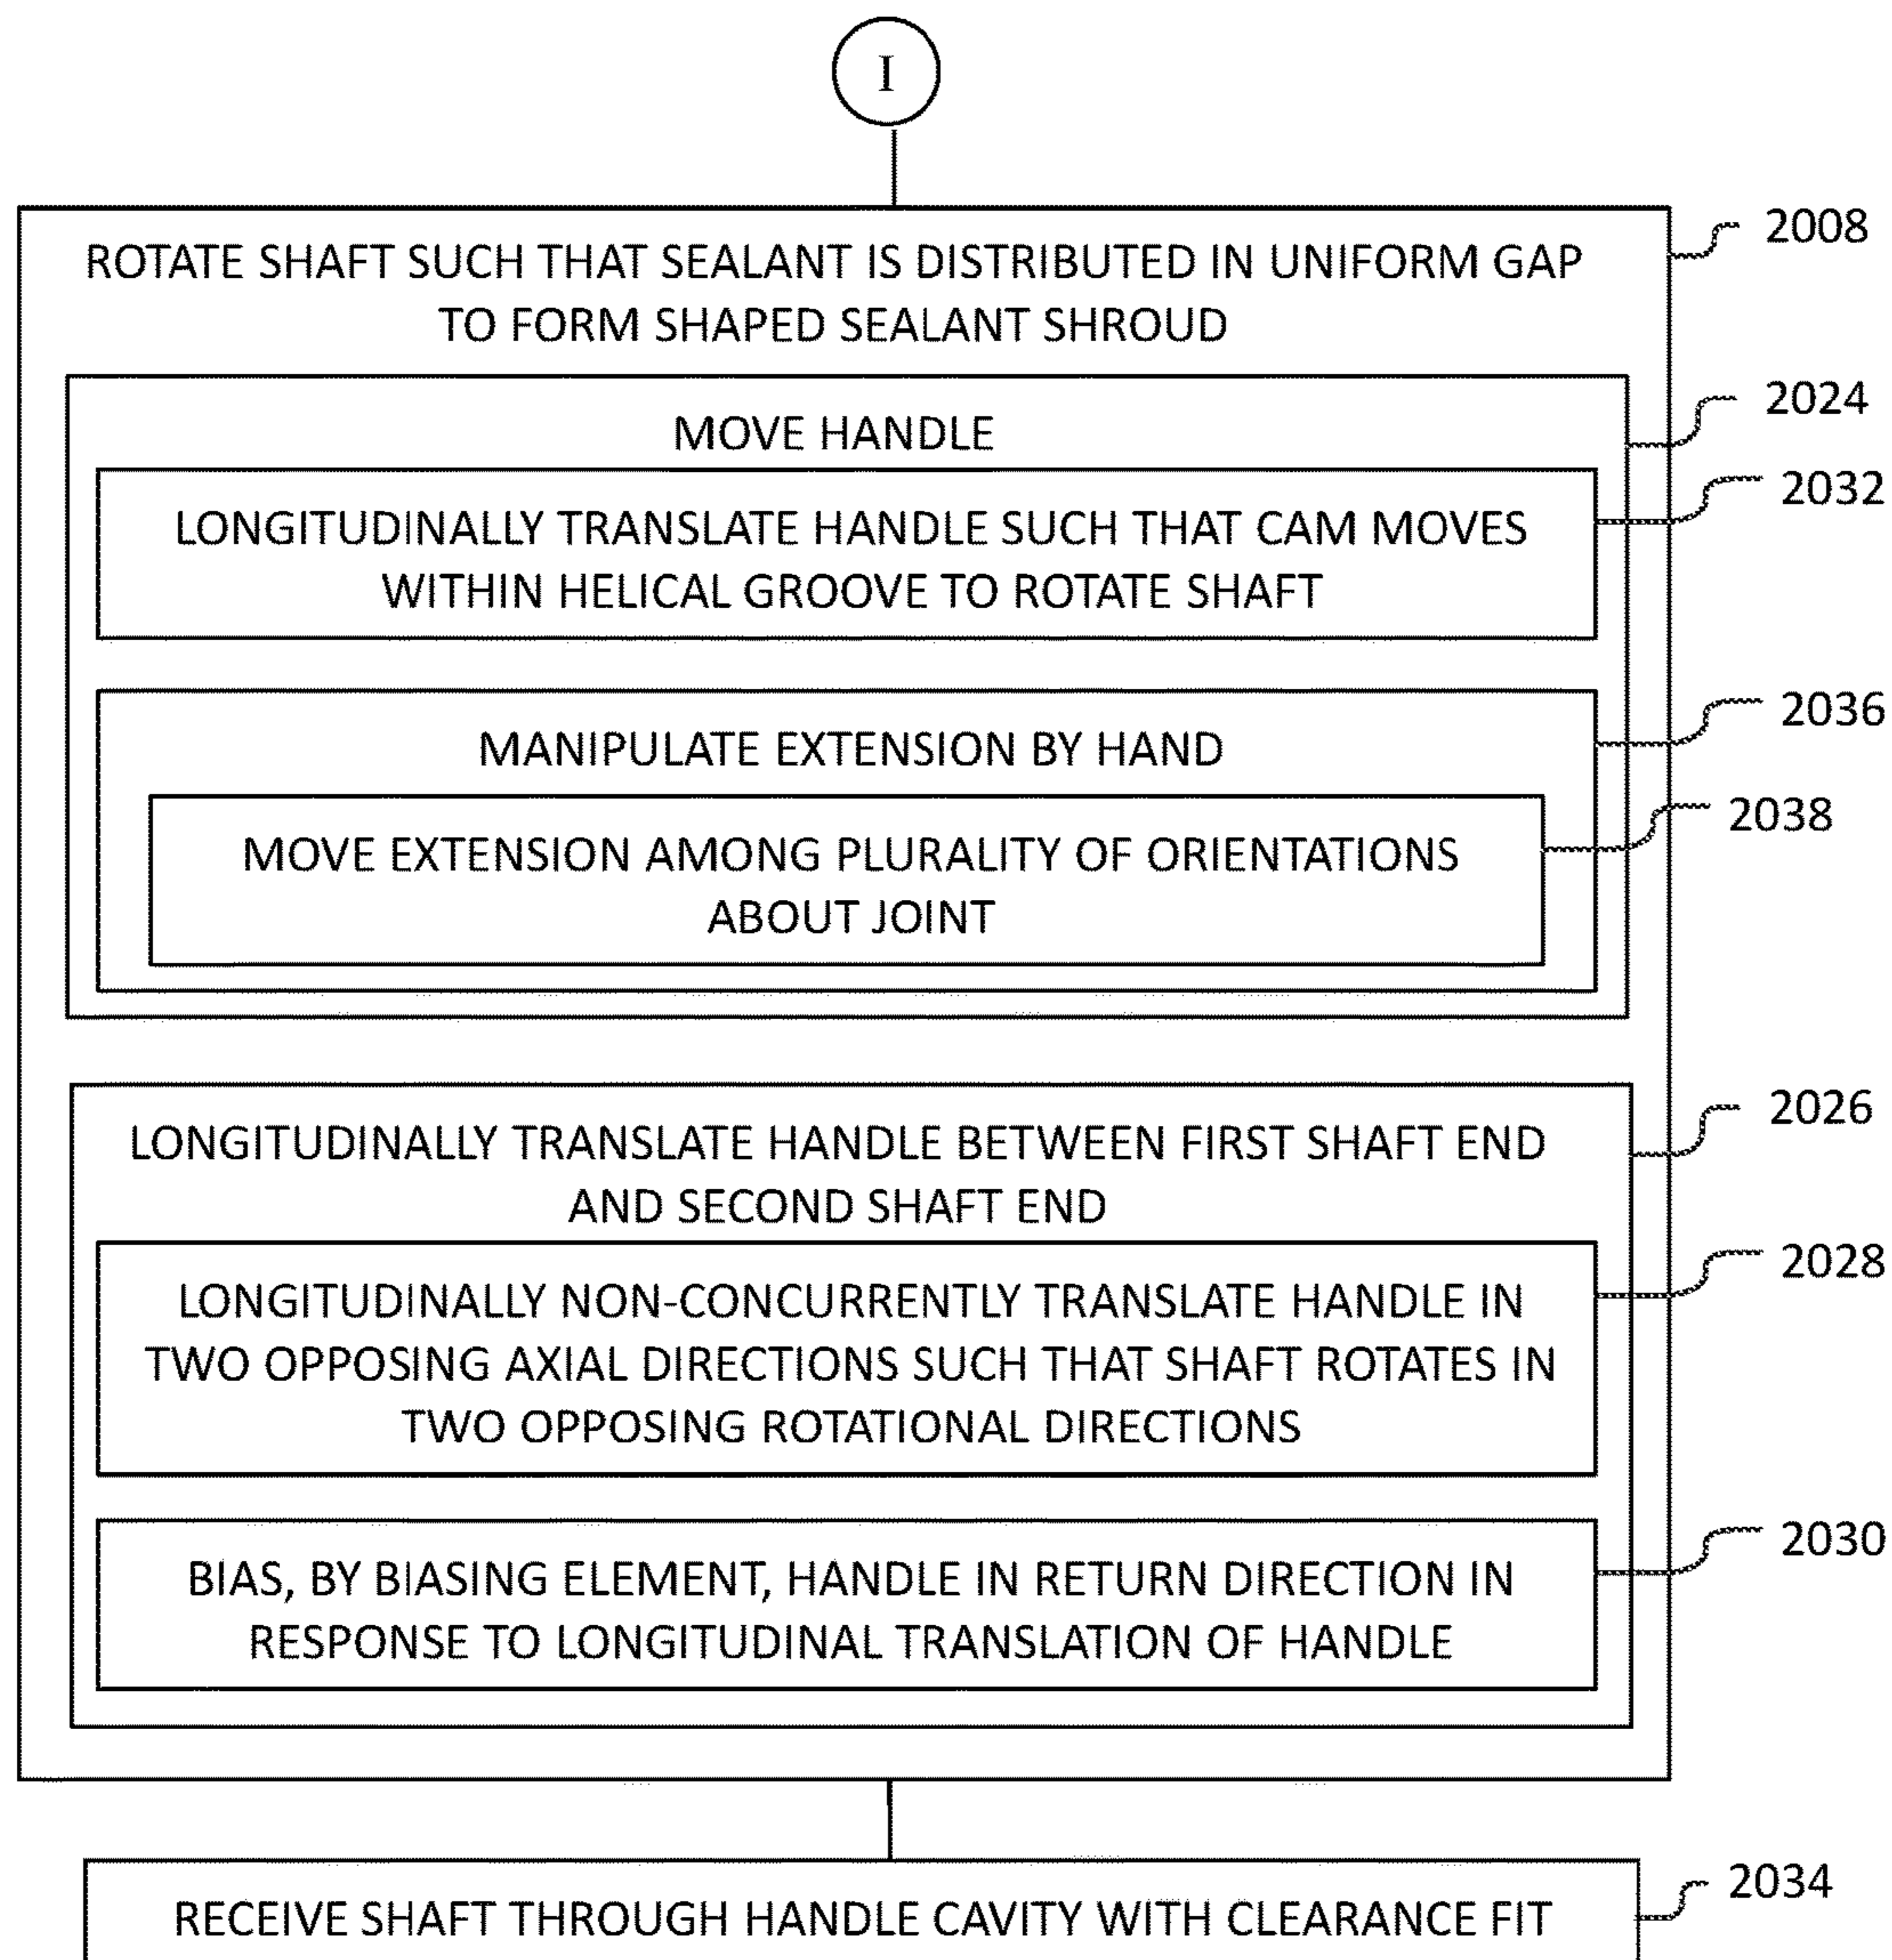 I
ROTATE SHAFT SUCH THAT SEALANT IS DISTRIBUTED IN UNIFORM GAP
TO FORM SHAPED SEALANT SHROUD
2008
MOVE HANDLE
2024
LONGITUDINALLY TRANSLATE HANDLE SUCH THAT CAM MOVES
WITHIN HELICAL GROOVE TO ROTATE SHAFT
2032
MANIPULATE EXTENSION BY HAND
2036
MOVE EXTENSION AMONG PLURALITY OF ORIENTATIONS
ABOUT JOINT
2038
LONGITUDINALLY TRANSLATE HANDLE BETWEEN FIRST SHAFT END
AND SECOND SHAFT END
2026
LONGITUDINALLY NON-CONCURRENTLY TRANSLATE HANDLE IN
TWO OPPOSING AXIAL DIRECTIONS SUCH THAT SHAFT ROTATES IN
TWO OPPOSING ROTATIONAL DIRECTIONS
2028
BIAS, BY BIASING ELEMENT, HANDLE IN RETURN DIRECTION IN
RESPONSE TO LONGITUDINAL TRANSLATION OF HANDLE
2030
RECEIVE SHAFT THROUGH HANDLE CAVITY WITH CLEARANCE FIT
2034